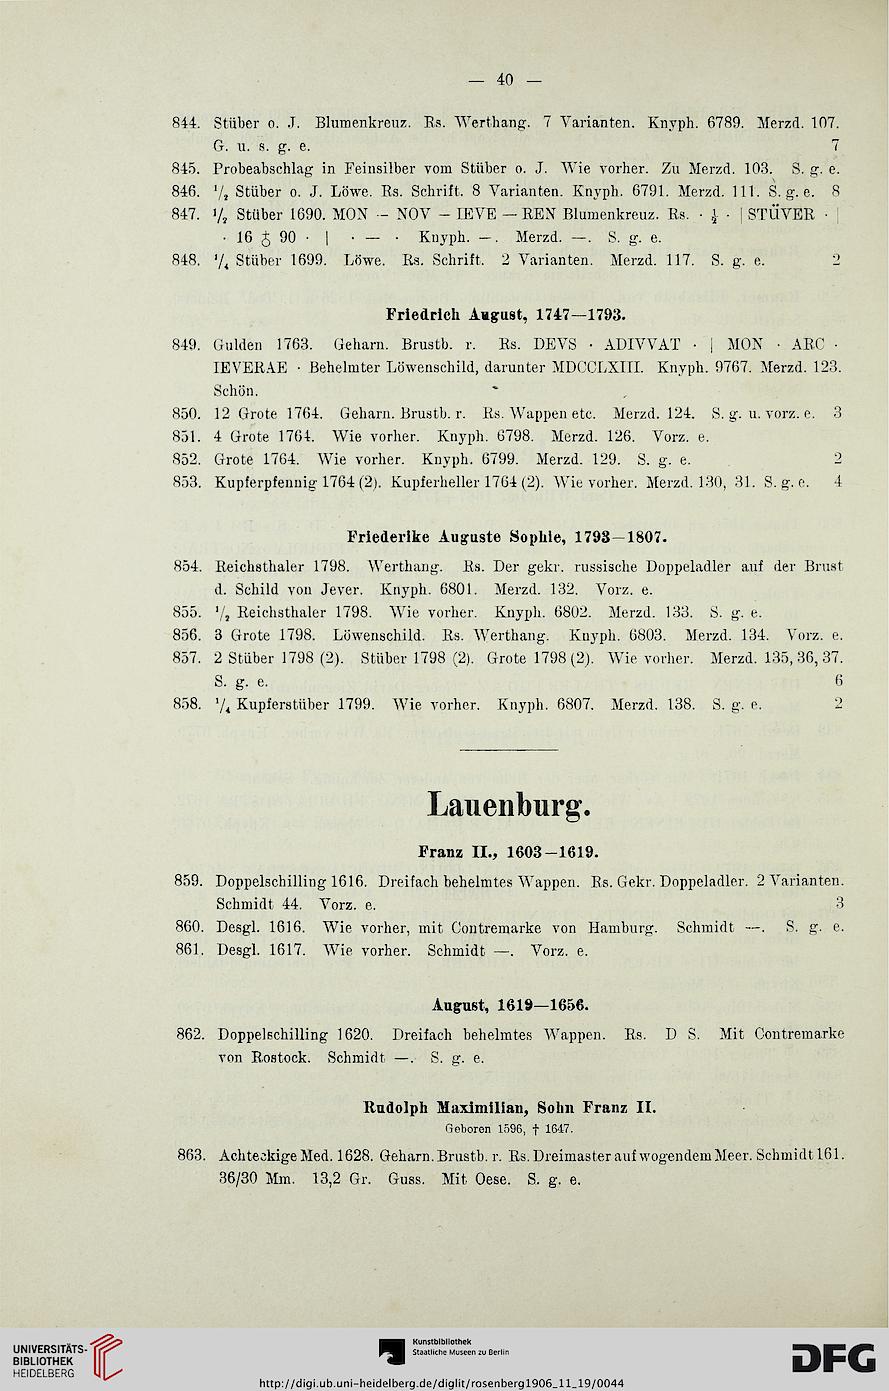 — 40 —
844. Stüber o. J. Blumenkreuz. Rs. Werthang. 7 Varianten. Knyph. 6789. Merzd. 107.
G. u. s. g. e. 7
845. Probeabschlag in Feinsilber vom Stüber o. J. Wie vorher. Zu Merzd. 103. S. g. e.
846. ½ Stüber o. J. Löwe. Rs. Schrift. 8 Varianten. Knyph. 6791. Merzd. 111. S. g. e. 8
847. ½ Stüber 1690. MON – NOV – IEVE — REN Blumenkreuz. Rs. · ½ · | STÜVER · |
· 16 90 · | · — · Knyph. —. Merzd. —. S. g. e.
848. ¼ Stüber 1699. Löwe. Rs. Schrift. 2 Varianten. Merzd. 117. S. g. e. 2
Friedrich August, 1747—1793.
849. Gulden 1763. Geharn. Brustb. r. Rs. DEVS · ADIVVAT · | MON · ARG ·
IEVERAE · Behelmter Löwenschild, darunter MDCCLXIII. Knyph. 9767. Merzd. 123.
Schön.
850. 12 Grote 1764. Geharn. Brustb. r. Rs. Wappen etc. Merzd. 124. S. g. u. vorz. e. 3
851. 4 Grote 1764. Wie vorher. Knyph. 6798. Merzd. 126. Vorz. e.
852. Grote 1764. Wie vorher. Knyph. 6799. Merzd. 129. S. g. e. 2
853. Kupferpfennig 1764 (2). Kupferheller 1764 (2). Wie vorher. Merzd. 130, 31. S. g. e. 4
Friederike Auguste Sophie, 1793—1807.
854. Reichsthaler 1798. Werthang. Rs. Der gekr. russische Doppeladler auf der Brust
d. Schild von Jever. Knyph. 6801. Merzd. 132. Vorz. e.
855. ½ Reichsthaler 1798. Wie vorher. Knyph. 6802. Merzd. 133. S. g. e.
856. 3 Grote 1798. Löwenschild. Rs. Werthang. Knyph. 6803. Merzd. 134. Vorz. e.
857. 2 Stüber 1798 (2). Stüber 1798 (2). Grote 1798 (2). Wie vorher. Merzd. 135, 36, 37.
S. g. e. 6
858. ¼ Kupferstüber 1799. Wie vorher. Knyph. 6807. Merzd. 138. S. g. e. 2
Lauenburg.
Franz II., 1603—1619.
859. Doppelschilling 1616. Dreifach behelmtes Wappen. Rs. Gekr. Doppeladler. 2 Varianten.
Schmidt 44. Vorz. e. 3
860. Desgl. 1616. Wie vorher, mit Contremarke von Hamburg. Schmidt —. S. g. e.
861. Desgl. 1617. Wie vorher. Schmidt —. Vorz. e.
August, 1619—1656.
862. Doppelschilling 1620. Dreifach behelmtes Wappen. Rs. D S. Mit Contremarke
von Rostock. Schmidt —. S. g. e.
Rudolph Maximilian, Sohn Franz II.
Geboren 1596, † 1647.
863. Achteckige Med. 1628. Geharn. Brustb. r. Rs. Dreimaster auf wogendem Meer. Schmidt 161.
36/30 Mm. 13,2 Gr. Guss. Mit Oese. S. g. e.
UNIVERSITÄTS-
BIBLIOTHEK
HEIDELBERG
Kunstbibliothek
Staatliche Museen zu Berlin
DFG
http://digi.ub.uni-heidelberg.de/diglit/rosenberg1906_11_19/0044